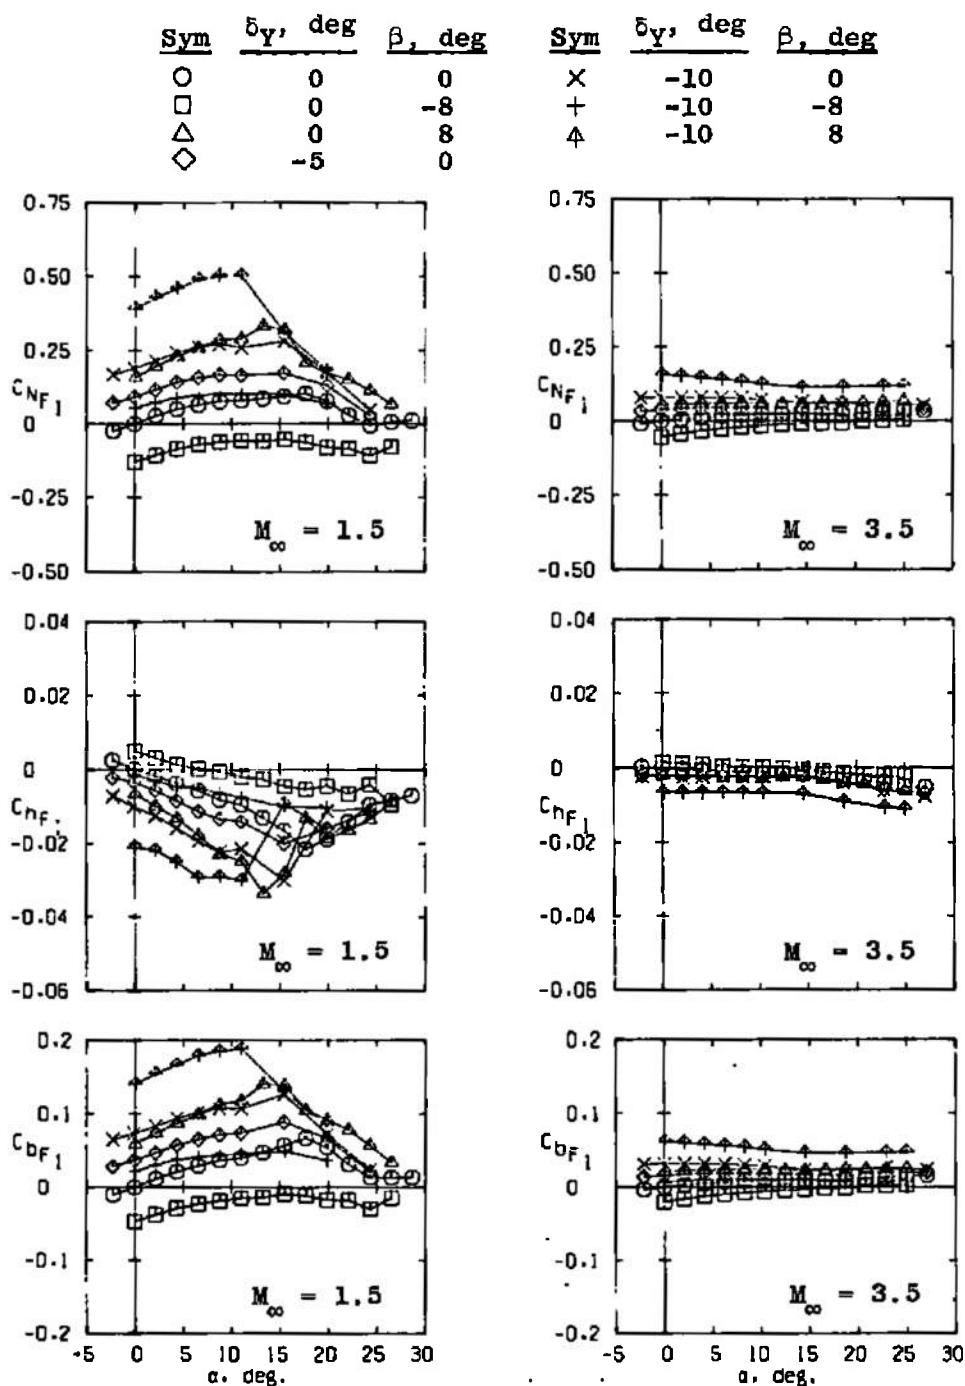 Sym δY, deg β, deg Sym δY, deg β, deg
0 0 -10 0
0 -8 -10 -8
0 8 -10 8
-5 0
0.75
0.50
0.25
CNF1
0
-0.25
-0.50
M∞ = 1.5
0.75
0.50
0.25
CNF1
0
-0.25
-0.50
M∞ = 3.5
0.04
0.02
0
ChF1
-0.02
-0.04
-0.06
M∞ = 1.5
0.04
0.02
0
ChF1
-0.02
-0.04
-0.06
M∞ = 3.5
0.2
0.1
CbF1
0
-0.1
-0.2
M∞ = 1.5
-5 0 5 10 15 20 25 30
α, deg.
0.2
0.1
CbF1
0
-0.1
-0.2
M∞ = 3.5
-5 0 5 10 15 20 25 30
α, deg.